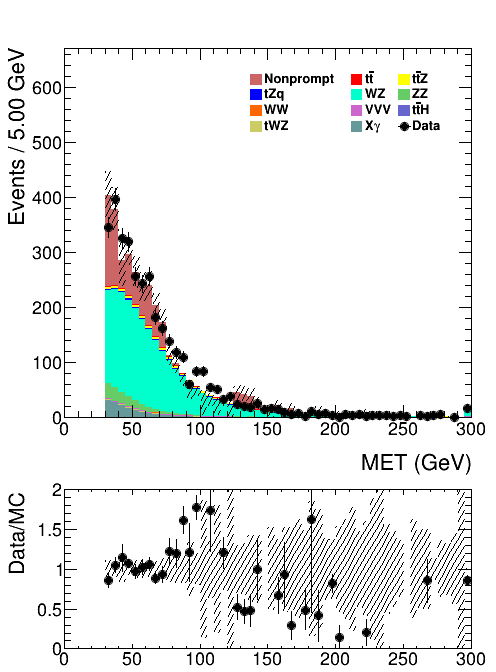 Events / 5.00 GeV
600
500
400
300
200
100
0
Nonprompt tt̄ tt̄Z
tZq WZ ZZ
WW VVV tt̄H
tWZ Xγ Data
0 50 100 150 200 250 300
MET (GeV)
Data/MC
2
1.5
1
0.5
0
0 50 100 150 200 250 300